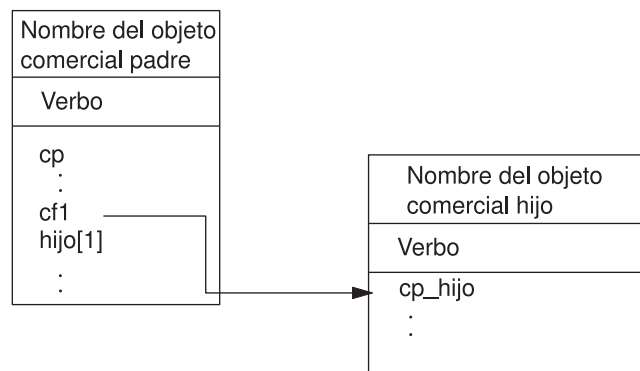 Nombre del objeto
comercial padre
Verbo
cp
.
.
cf1
hijo[1]
.
.
Nombre del objeto
comercial hijo
Verbo
cp_hijo
.
.